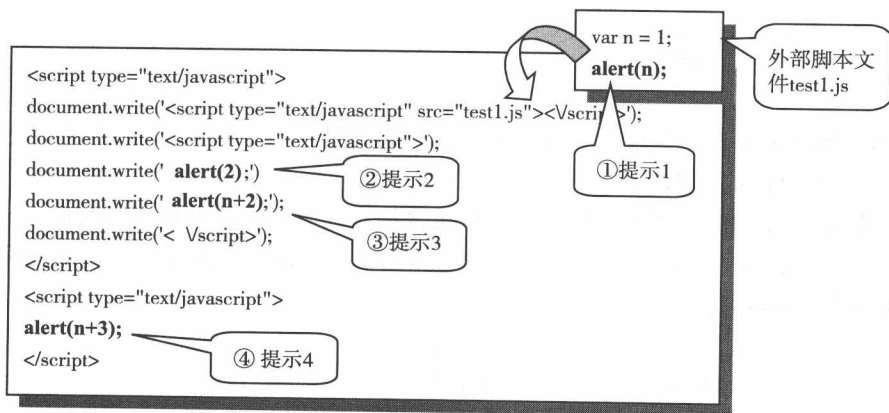 var n = 1;
alert(n);
外部脚本文
件test1.js
<script type="text/javascript">
document.write('<script type="text/javascript" src="test1.js"><\/script>');
document.write('<script type="text/javascript">');
document.write(' alert(2);')
document.write(' alert(n+2);');
document.write('< \/script>');
</script>
<script type="text/javascript">
alert(n+3);
</script>
①提示1
②提示2
③提示3
④ 提示4